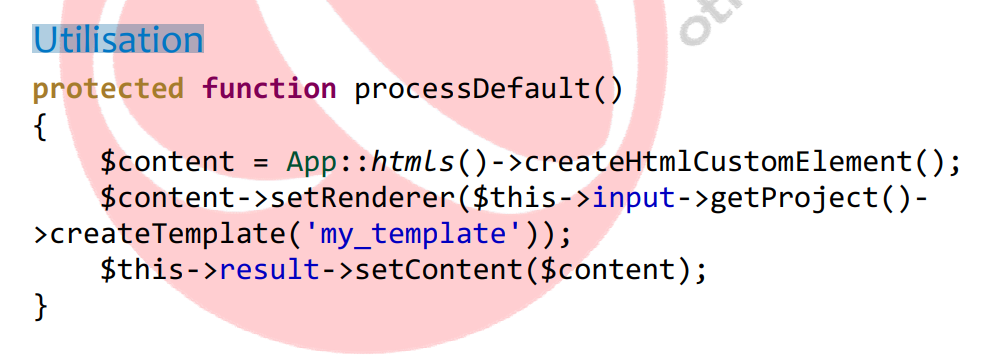 Utilisation
protected function processDefault()
{
    $content = App::htmls()->createHtmlCustomElement();
    $content->setRenderer($this->input->getProject()-
>createTemplate('my_template'));
    $this->result->setContent($content);
}